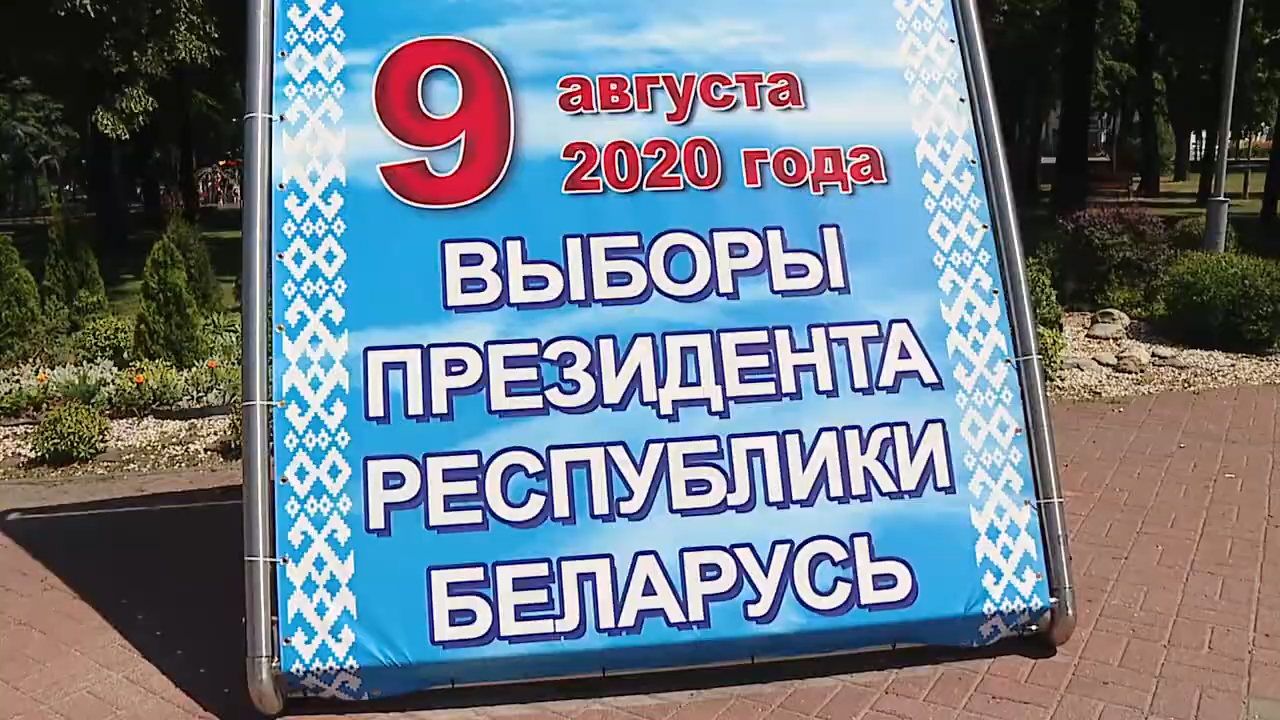 9 августа
2020 года
ВЫБОРЫ
ПРЕЗИДЕНТА
РЕСПУБЛИКИ
БЕЛАРУСЬ